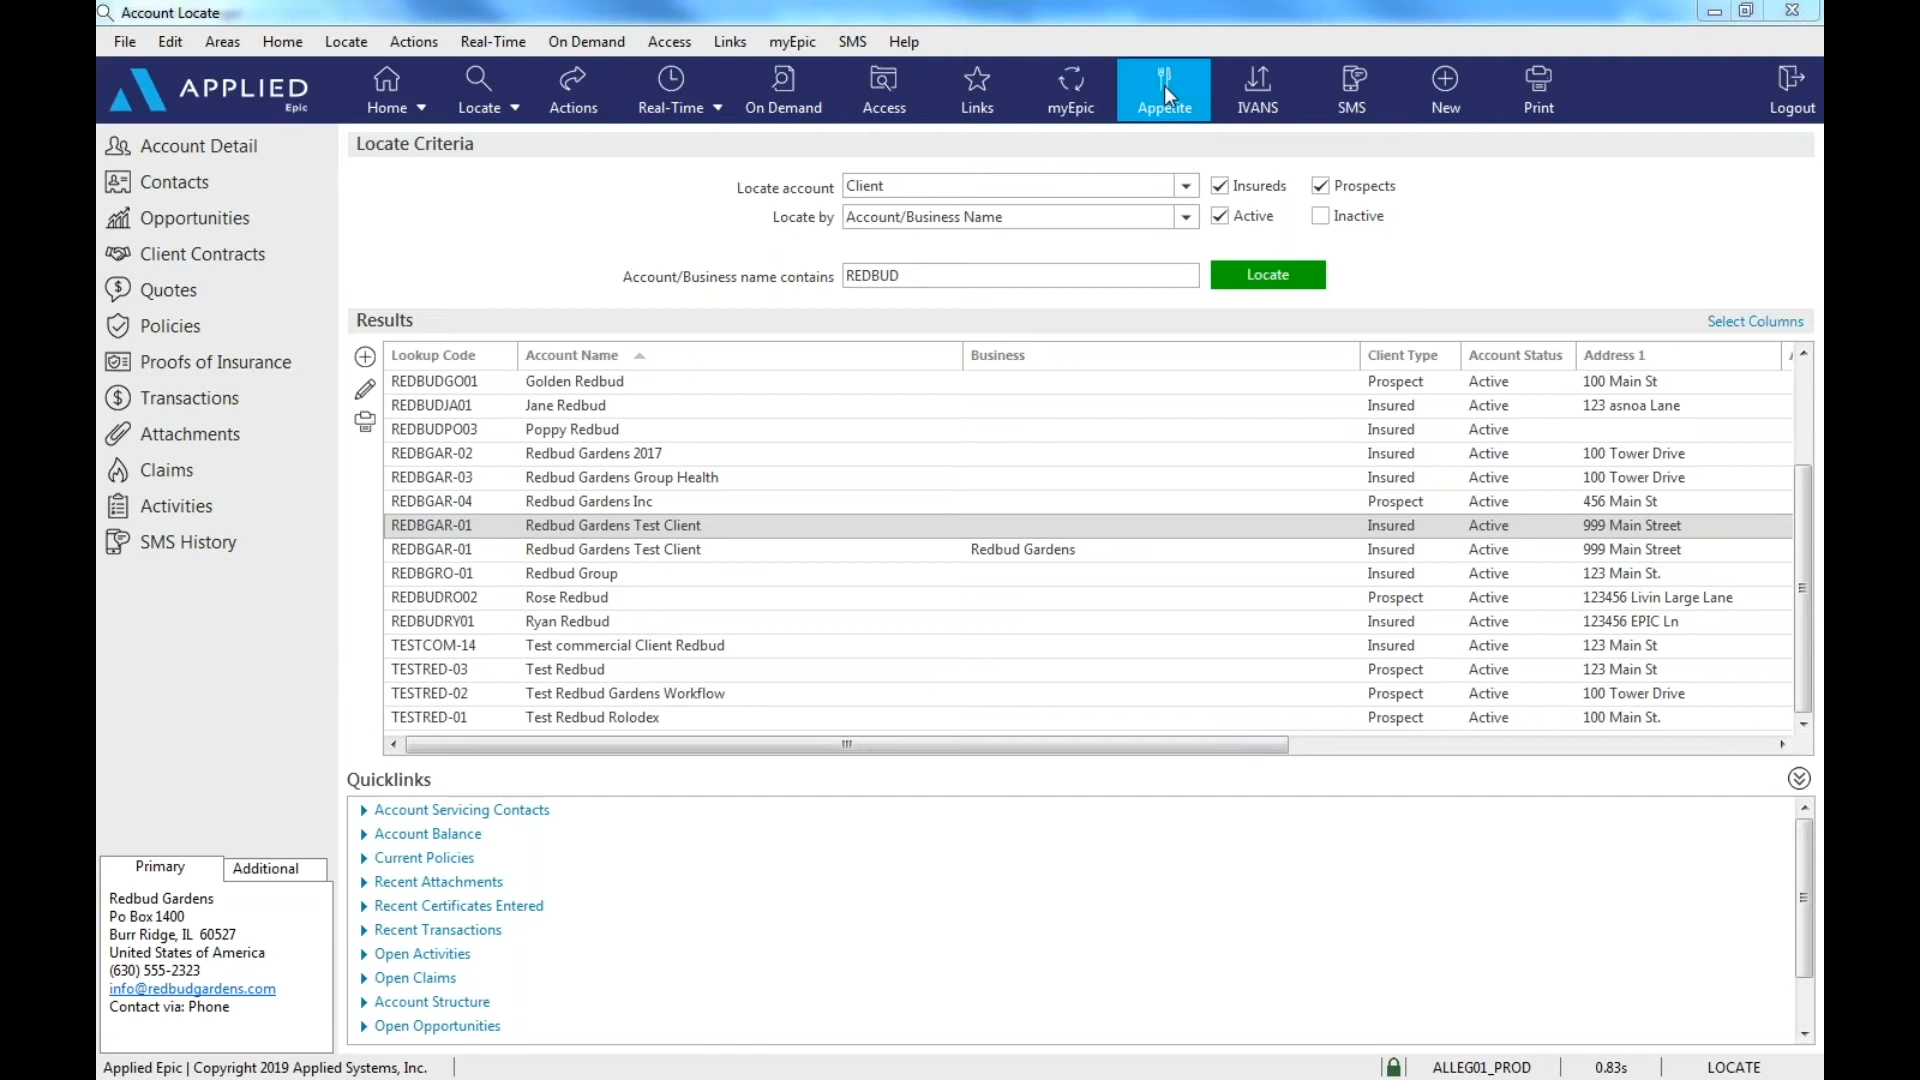 Account Locate
File Edit Areas Home Locate Actions Real-Time On Demand Access Links myEpic SMS Help
APPLIED
Epic
Home Locate Actions Real-Time On Demand Access Links myEpic Appetite IVANS SMS New Print Logout
Account Detail
Contacts
Opportunities
Client Contracts
Quotes
Policies
Proofs of Insurance
Transactions
Attachments
Claims
Activities
SMS History
Locate Criteria
Locate account Client Insureds Prospects
Locate by Account/Business Name Active Inactive
Account/Business name contains REDBUD Locate
Results Select Columns
Lookup Code Account Name Business Client Type Account Status Address 1
REDBUDGO01 Golden Redbud Prospect Active 100 Main St
REDBUDJA01 Jane Redbud Insured Active 123 asnoa Lane
REDBUDPO03 Poppy Redbud Insured Active
REDBGAR-02 Redbud Gardens 2017 Insured Active 100 Tower Drive
REDBGAR-03 Redbud Gardens Group Health Insured Active 100 Tower Drive
REDBGAR-04 Redbud Gardens Inc Prospect Active 456 Main St
REDBGAR-01 Redbud Gardens Test Client Insured Active 999 Main Street
REDBGAR-01 Redbud Gardens Test Client Redbud Gardens Insured Active 999 Main Street
REDBGRO-01 Redbud Group Insured Active 123 Main St.
REDBUDRO02 Rose Redbud Prospect Active 123456 Livin Large Lane
REDBUDRY01 Ryan Redbud Insured Active 123456 EPIC Ln
TESTCOM-14 Test commercial Client Redbud Insured Active 123 Main St
TESTRED-03 Test Redbud Prospect Active 123 Main St
TESTRED-02 Test Redbud Gardens Workflow Prospect Active 100 Tower Drive
TESTRED-01 Test Redbud Rolodex Prospect Active 100 Main St.
Quicklinks
Account Servicing Contacts
Account Balance
Current Policies
Recent Attachments
Recent Certificates Entered
Recent Transactions
Open Activities
Open Claims
Account Structure
Open Opportunities
Primary Additional
Redbud Gardens
Po Box 1400
Burr Ridge, IL 60527
United States of America
(630) 555-2323
info@redbudgardens.com
Contact via: Phone
Applied Epic | Copyright 2019 Applied Systems, Inc. ALLEG01_PROD 0.83s LOCATE